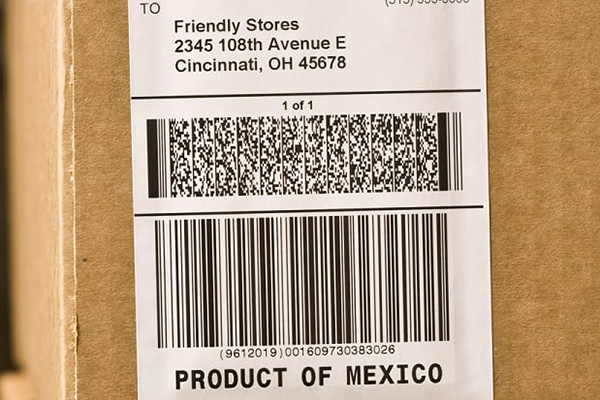 TO
Friendly Stores
2345 108th Avenue E
Cincinnati, OH 45678
1 of 1
(9612019)001609730383026
PRODUCT OF MEXICO